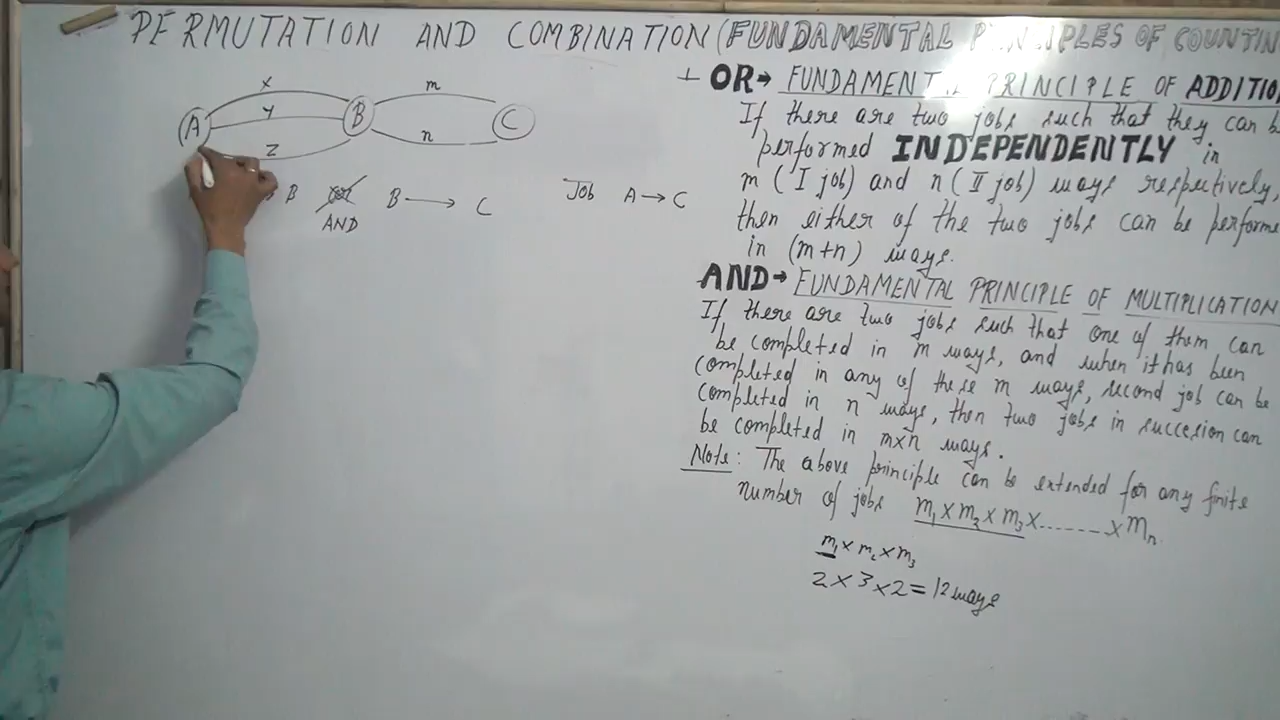 PERMUTATION AND COMBINATION (FUNDAMENTAL PRINCIPLES OF COUNTIN
x
y
z
A
B
m
n
C
B
AND
B → C
Job A → C
+ OR → FUNDAMENTAL PRINCIPLE OF ADDITIO
If there are two jobs such that they can b
performed INDEPENDENTLY in
m (I job) and n (II job) ways respectively,
then either of the two jobs can be performe
in (m+n) ways.
AND → FUNDAMENTAL PRINCIPLE OF MULTIPLICATION
If there are two jobs such that one of them can
be completed in m ways, and when it has been
completed in any of these m ways, second job can be
completed in n ways, then two jobs in succesion can
be completed in m×n ways.
Note: The above principle can be extended for any finite
number of jobs m₁ × m₂ × m₃ ×........× mₙ
m₁ × m₂ × m₃
2 × 3 × 2 = 12 ways